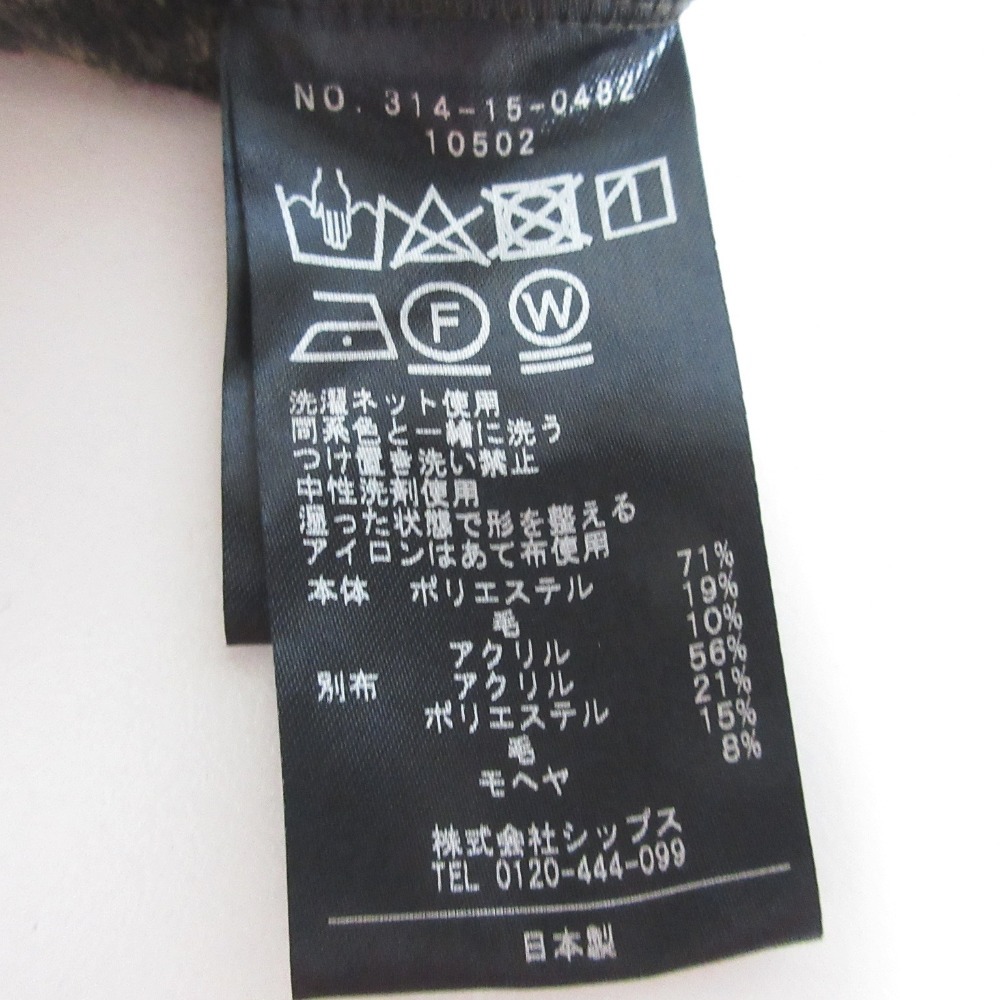 NO. 314-15-0482
10502
F W
洗濯ネット使用
同系色と一緒に洗う
つけ置き洗い禁止
中性洗剤使用
湿った状態で形を整える
アイロンはあて布使用
本体 ポリエステル 71%
毛 19%
アクリル 10%
別布 アクリル 56%
ポリエステル 21%
毛 15%
モヘヤ 8%
株式会社シップス
TEL 0120-444-099
日本製